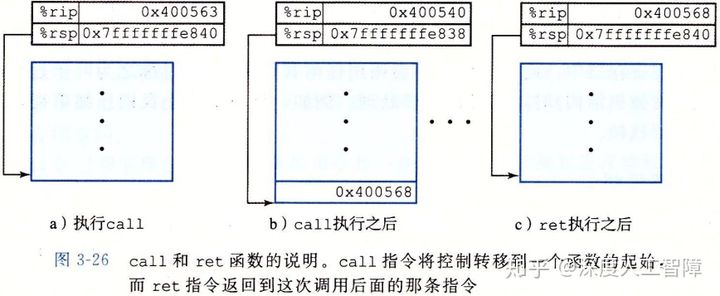 %rip 0x400563
%rsp 0x7fffffffe840
%rip 0x400540
%rsp 0x7fffffffe838
%rip 0x400568
%rsp 0x7fffffffe840
0x400568
a）执行call
b）call执行之后
c）ret执行之后
图 3-26 call 和 ret 函数的说明。call 指令将控制转移到一个函数的起始，
而 ret 指令返回到这次调用后面的那条指令
知乎 @深度人工智障